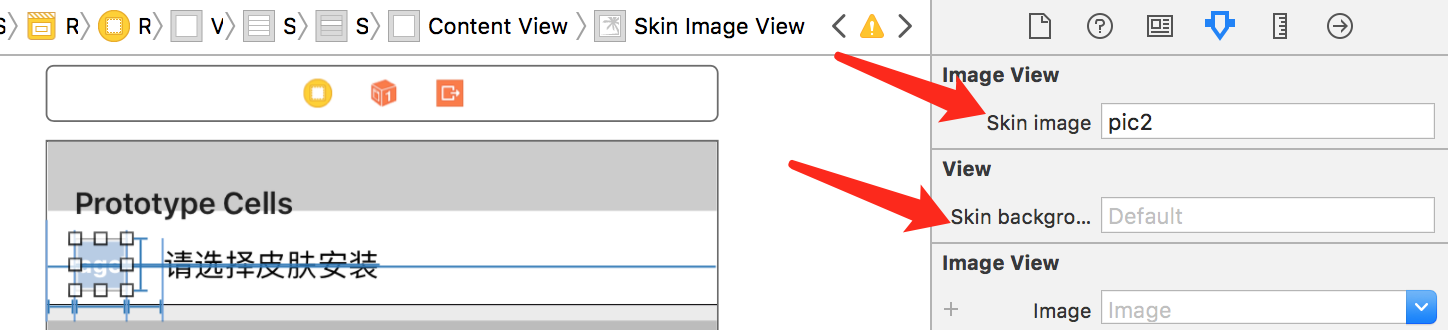 S R R V S S Content View Skin Image View
Image View
Skin image pic2
View
Skin backgro... Default
Image View
Image Image
Prototype Cells
请选择皮肤安装